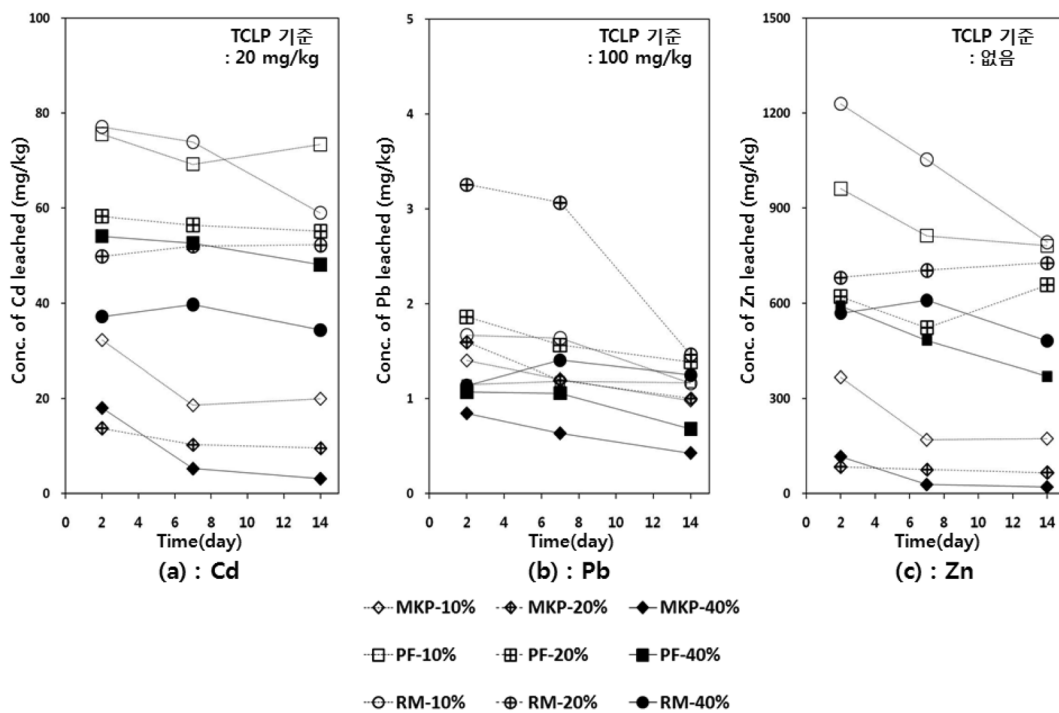 TCLP 기준
: 20 mg/kg
100
80
60
40
20
0
Conc. of Cd leached (mg/kg)
0 2 4 6 8 10 12 14
Time(day)
(a) : Cd
TCLP 기준
: 100 mg/kg
5
4
3
2
1
0
Conc. of Pb leached (mg/kg)
0 2 4 6 8 10 12 14
Time(day)
(b) : Pb
TCLP 기준
: 없음
1500
1200
900
600
300
0
Conc. of Zn leached (mg/kg)
0 2 4 6 8 10 12 14
Time(day)
(c) : Zn
MKP-10% MKP-20% MKP-40%
PF-10% PF-20% PF-40%
RM-10% RM-20% RM-40%